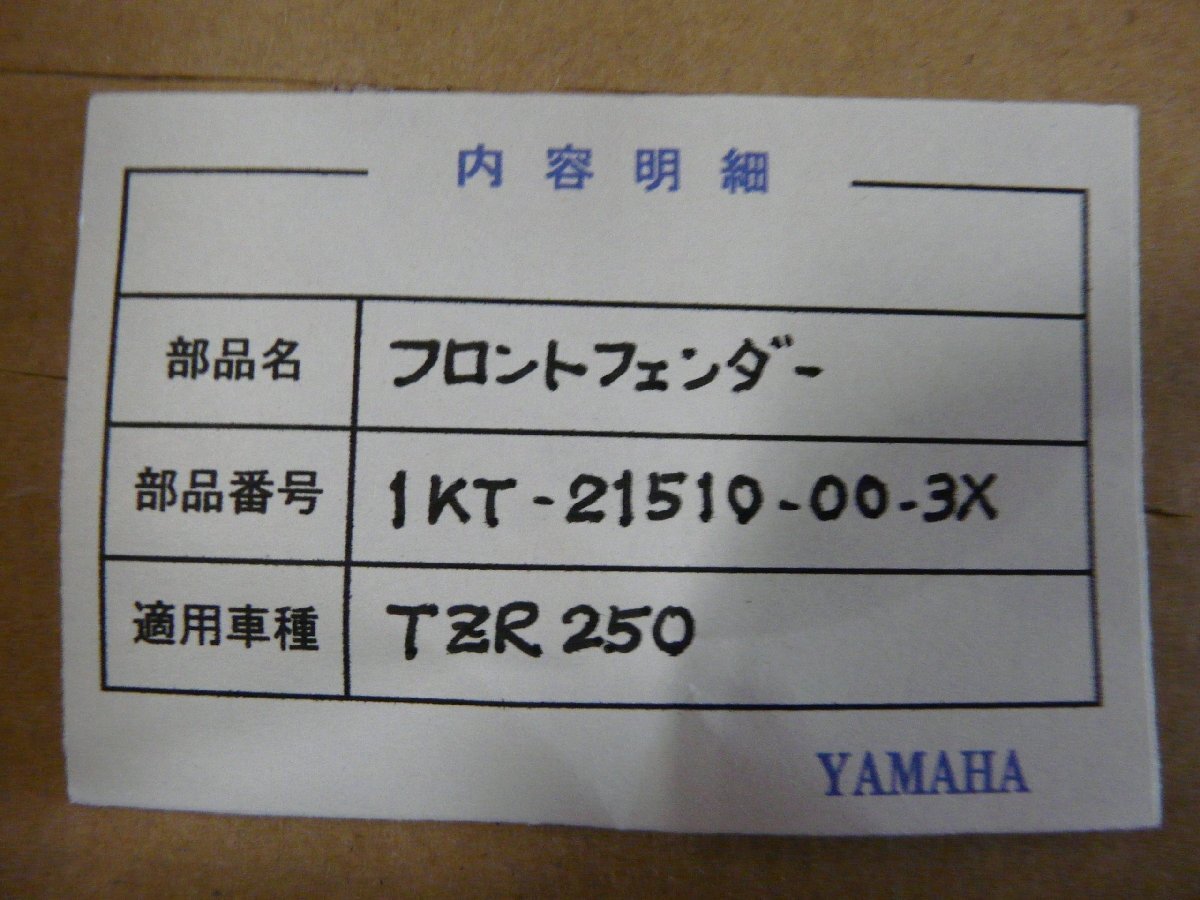 内容明細
部品名 フロントフェンダー
部品番号 1KT-21510-00-3X
適用車種 TZR250
YAMAHA